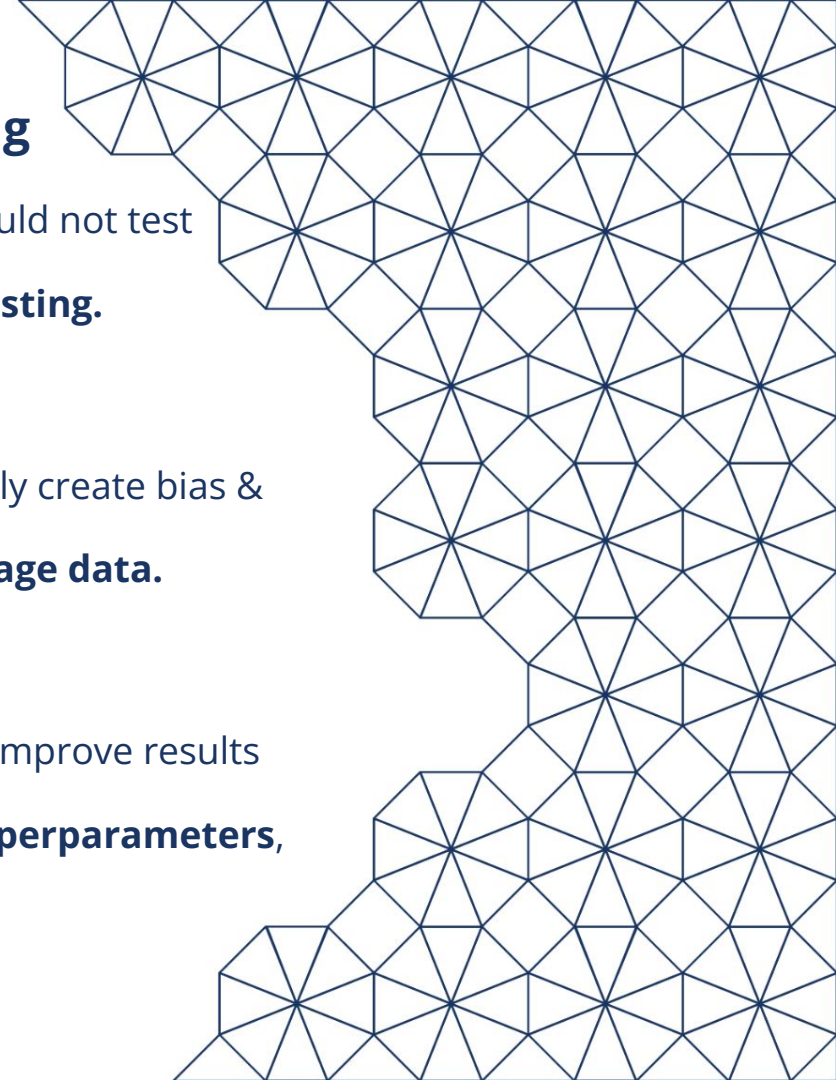 g
uld not test
sting.
ly create bias &
age data.
mprove results
perparameters,